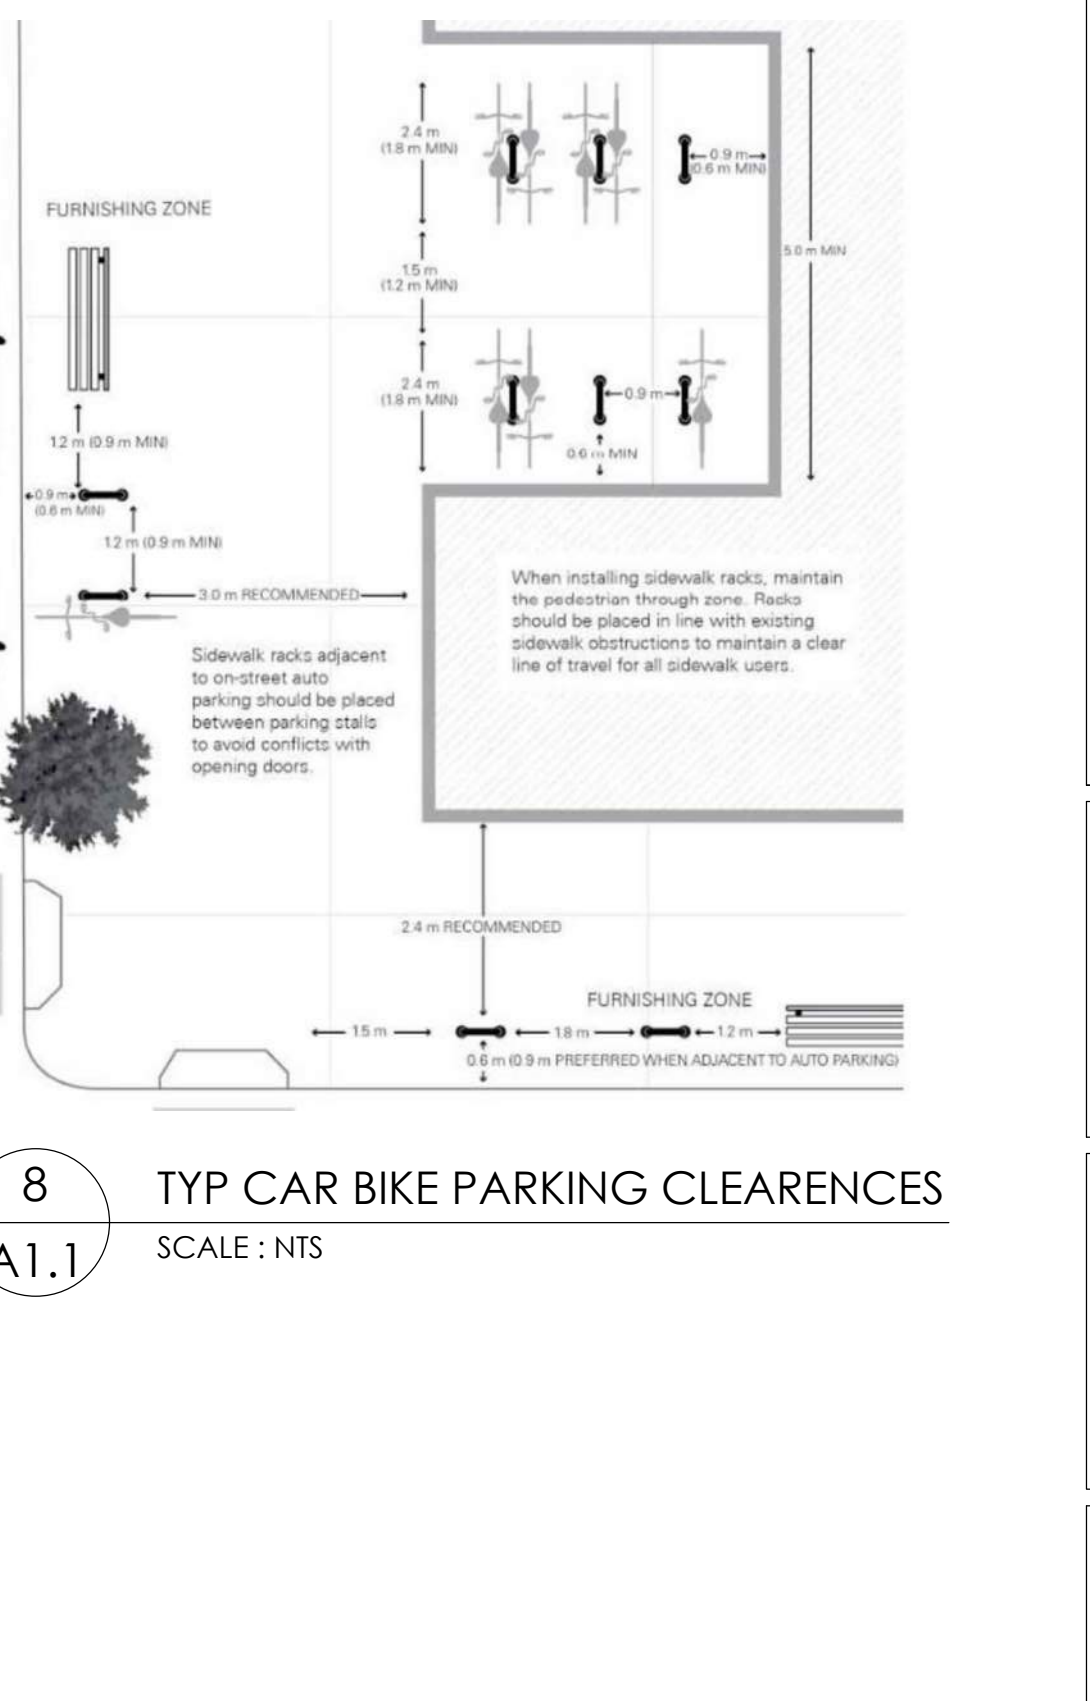 2.4 m
(1.8 m MIN)
0.9 m
(0.6 m MIN)
FURNISHING ZONE
5.0 m MIN
1.5 m
(1.2 m MIN)
2.4 m
(1.8 m MIN)
0.9 m
1.2 m (0.9 m MIN)
0.6 m MIN
0.9 m
(0.6 m MIN)
1.2 m (0.9 m MIN)
3.0 m RECOMMENDED
When installing sidewalk racks, maintain
the pedestrian through zone. Racks
should be placed in line with existing
sidewalk obstructions to maintain a clear
line of travel for all sidewalk users.
Sidewalk racks adjacent
to on-street auto
parking should be placed
between parking stalls
to avoid conflicts with
opening doors.
2.4 m RECOMMENDED
FURNISHING ZONE
1.5 m
1.8 m
1.2 m
0.6 m (0.9 m PREFERRED WHEN ADJACENT TO AUTO PARKING)
8
TYP CAR BIKE PARKING CLEARENCES
A1.1
SCALE : NTS